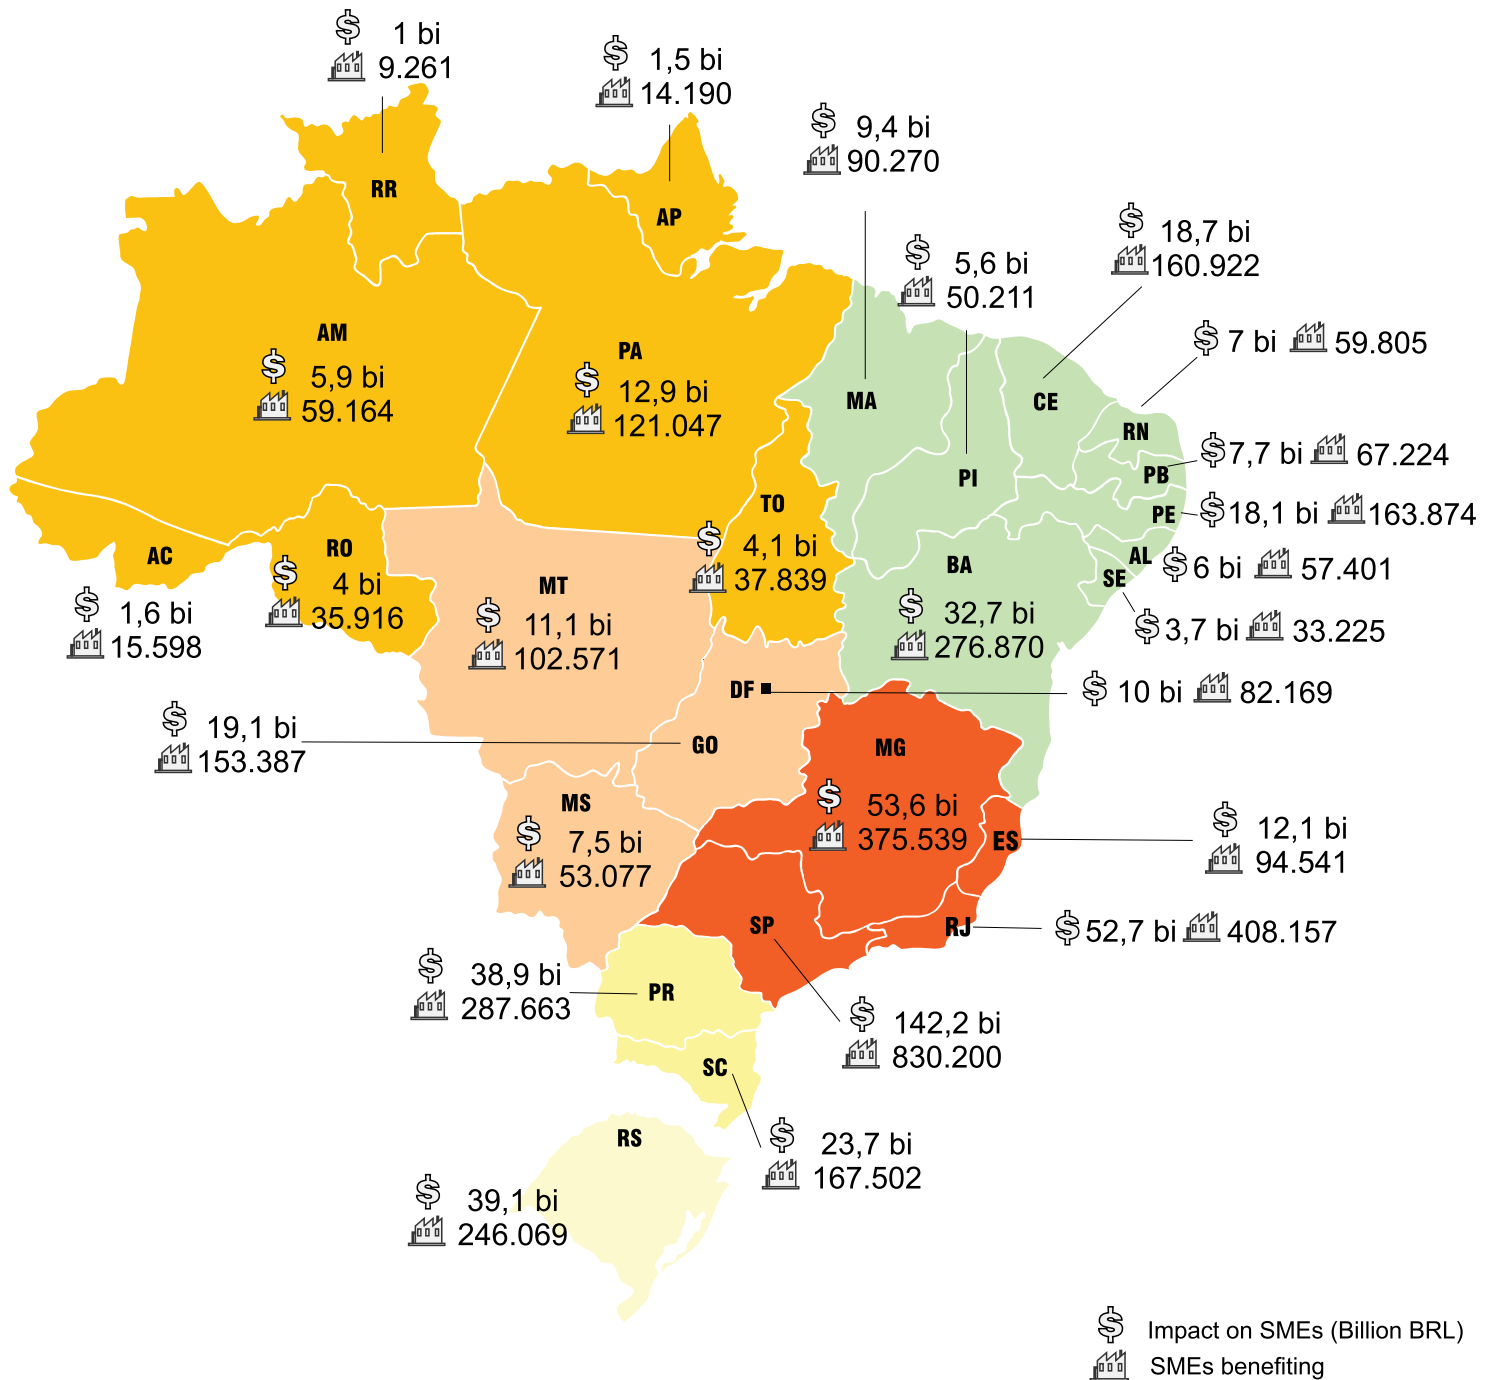 1 bi
9.261
1,5 bi
14.190
9,4 bi
90.270
RR
AP
18,7 bi
160.922
5,6 bi
50.211
AM
5,9 bi
59.164
PA
12,9 bi
121.047
7 bi 59.805
MA
CE
RN
PB
7,7 bi 67.224
PI
TO
4,1 bi
37.839
PE
18,1 bi 163.874
AC
1,6 bi
15.598
RO
4 bi
35.916
MT
11,1 bi
102.571
BA
32,7 bi
276.870
AL
6 bi 57.401
SE
3,7 bi 33.225
DF
10 bi 82.169
19,1 bi
153.387
GO
MG
53,6 bi
375.539
MS
7,5 bi
53.077
ES
12,1 bi
94.541
SP
RJ
52,7 bi 408.157
38,9 bi
287.663
PR
142,2 bi
830.200
SC
23,7 bi
167.502
RS
39,1 bi
246.069
$ Impact on SMEs (Billion BRL)
SMEs benefiting